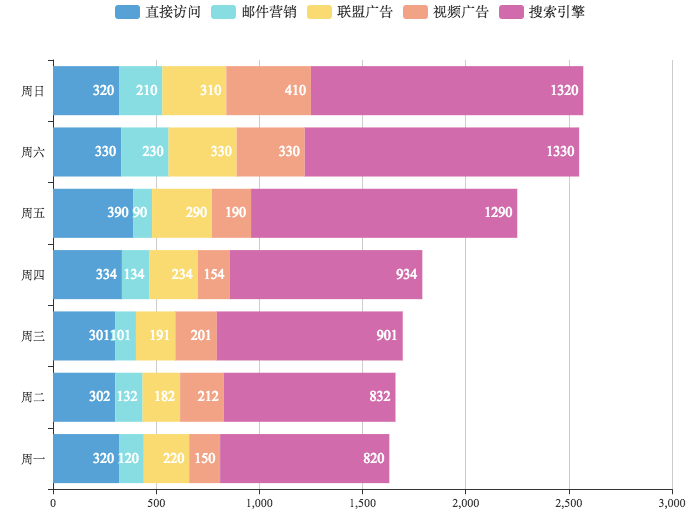 直接访问 邮件营销 联盟广告 视频广告 搜索引擎
周日 320 210 310 410 1320
周六 330 230 330 330 1330
周五 390 90 290 190 1290
周四 334 134 234 154 934
周三 301 101 191 201 901
周二 302 132 182 212 832
周一 320 120 220 150 820
0 500 1,000 1,500 2,000 2,500 3,000